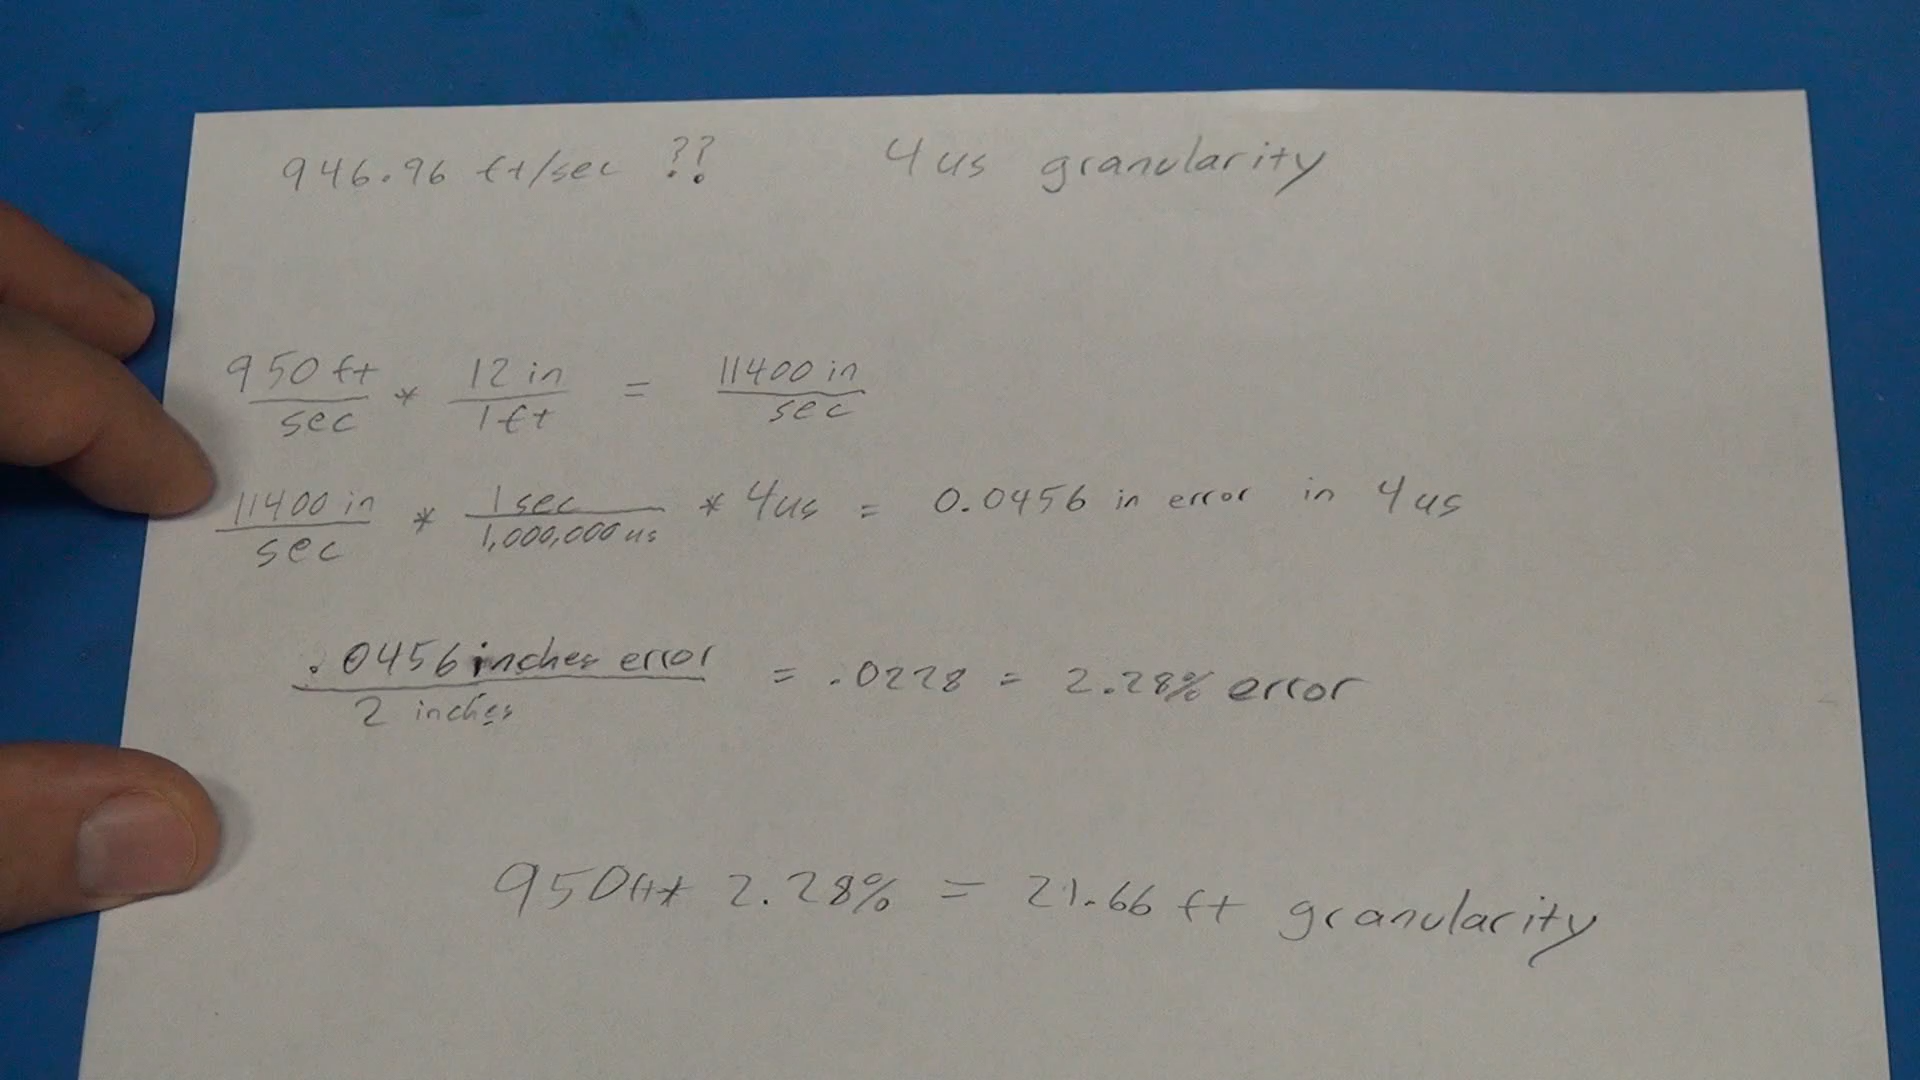 946.96 ft/sec ?? 4us granularity
950 ft/sec * 12 in/1 ft = 11400 in/sec
11400 in/sec * 1 sec/1,000,000 us * 4us = 0.0456 in error in 4us
.0456 inches error/2 inches = .0228 = 2.28% error
950ft* 2.28% = 21.66 ft granularity